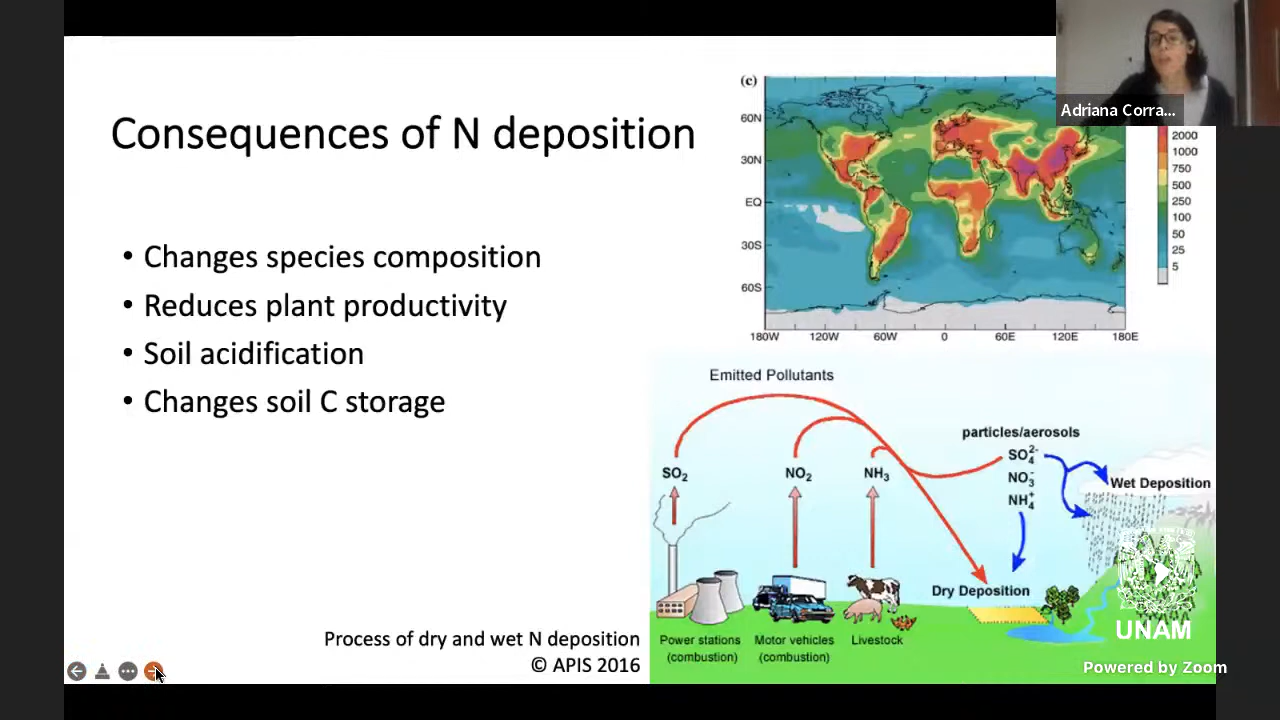 Consequences of N deposition
• Changes species composition
• Reduces plant productivity
• Soil acidification
• Changes soil C storage
(c)
60N
30N
EQ
30S
60S
180W 120W 60W 0 60E 120E 180E
2000
1000
750
500
250
100
50
25
5
Adriana Corra...
Emitted Pollutants
particles/aerosols
SO₂
NO₂
NH₃
SO₄²⁻
NO₃⁻
NH₄⁺
Wet Deposition
Dry Deposition
Power stations
(combustion)
Motor vehicles
(combustion)
Livestock
Process of dry and wet N deposition
© APIS 2016
UNAM
Powered by Zoom